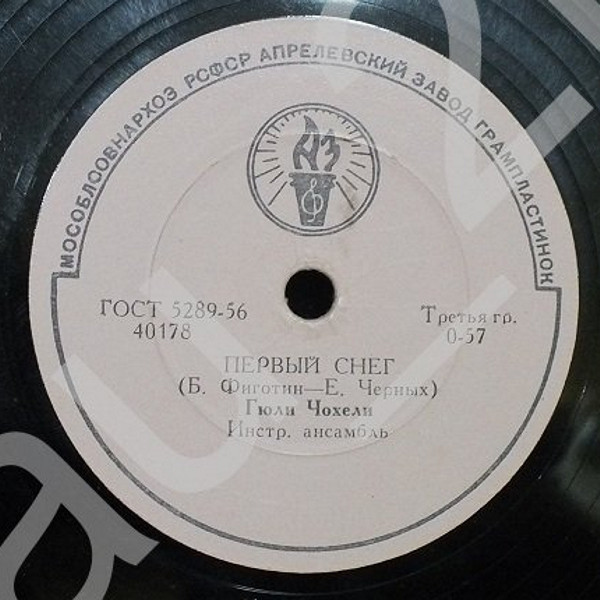 МОСОБЛСОВНАРХОЗ РСФСР АПРЕЛЕВСКИЙ ЗАВОД ГРАМПЛАСТИНОК
АЗ
ГОСТ 5289-56
40178
Третья гр.
0-57
ПЕРВЫЙ СНЕГ
(Б. Фиготин—Е. Черных)
Гюли Чохели
Инстр. ансамбль